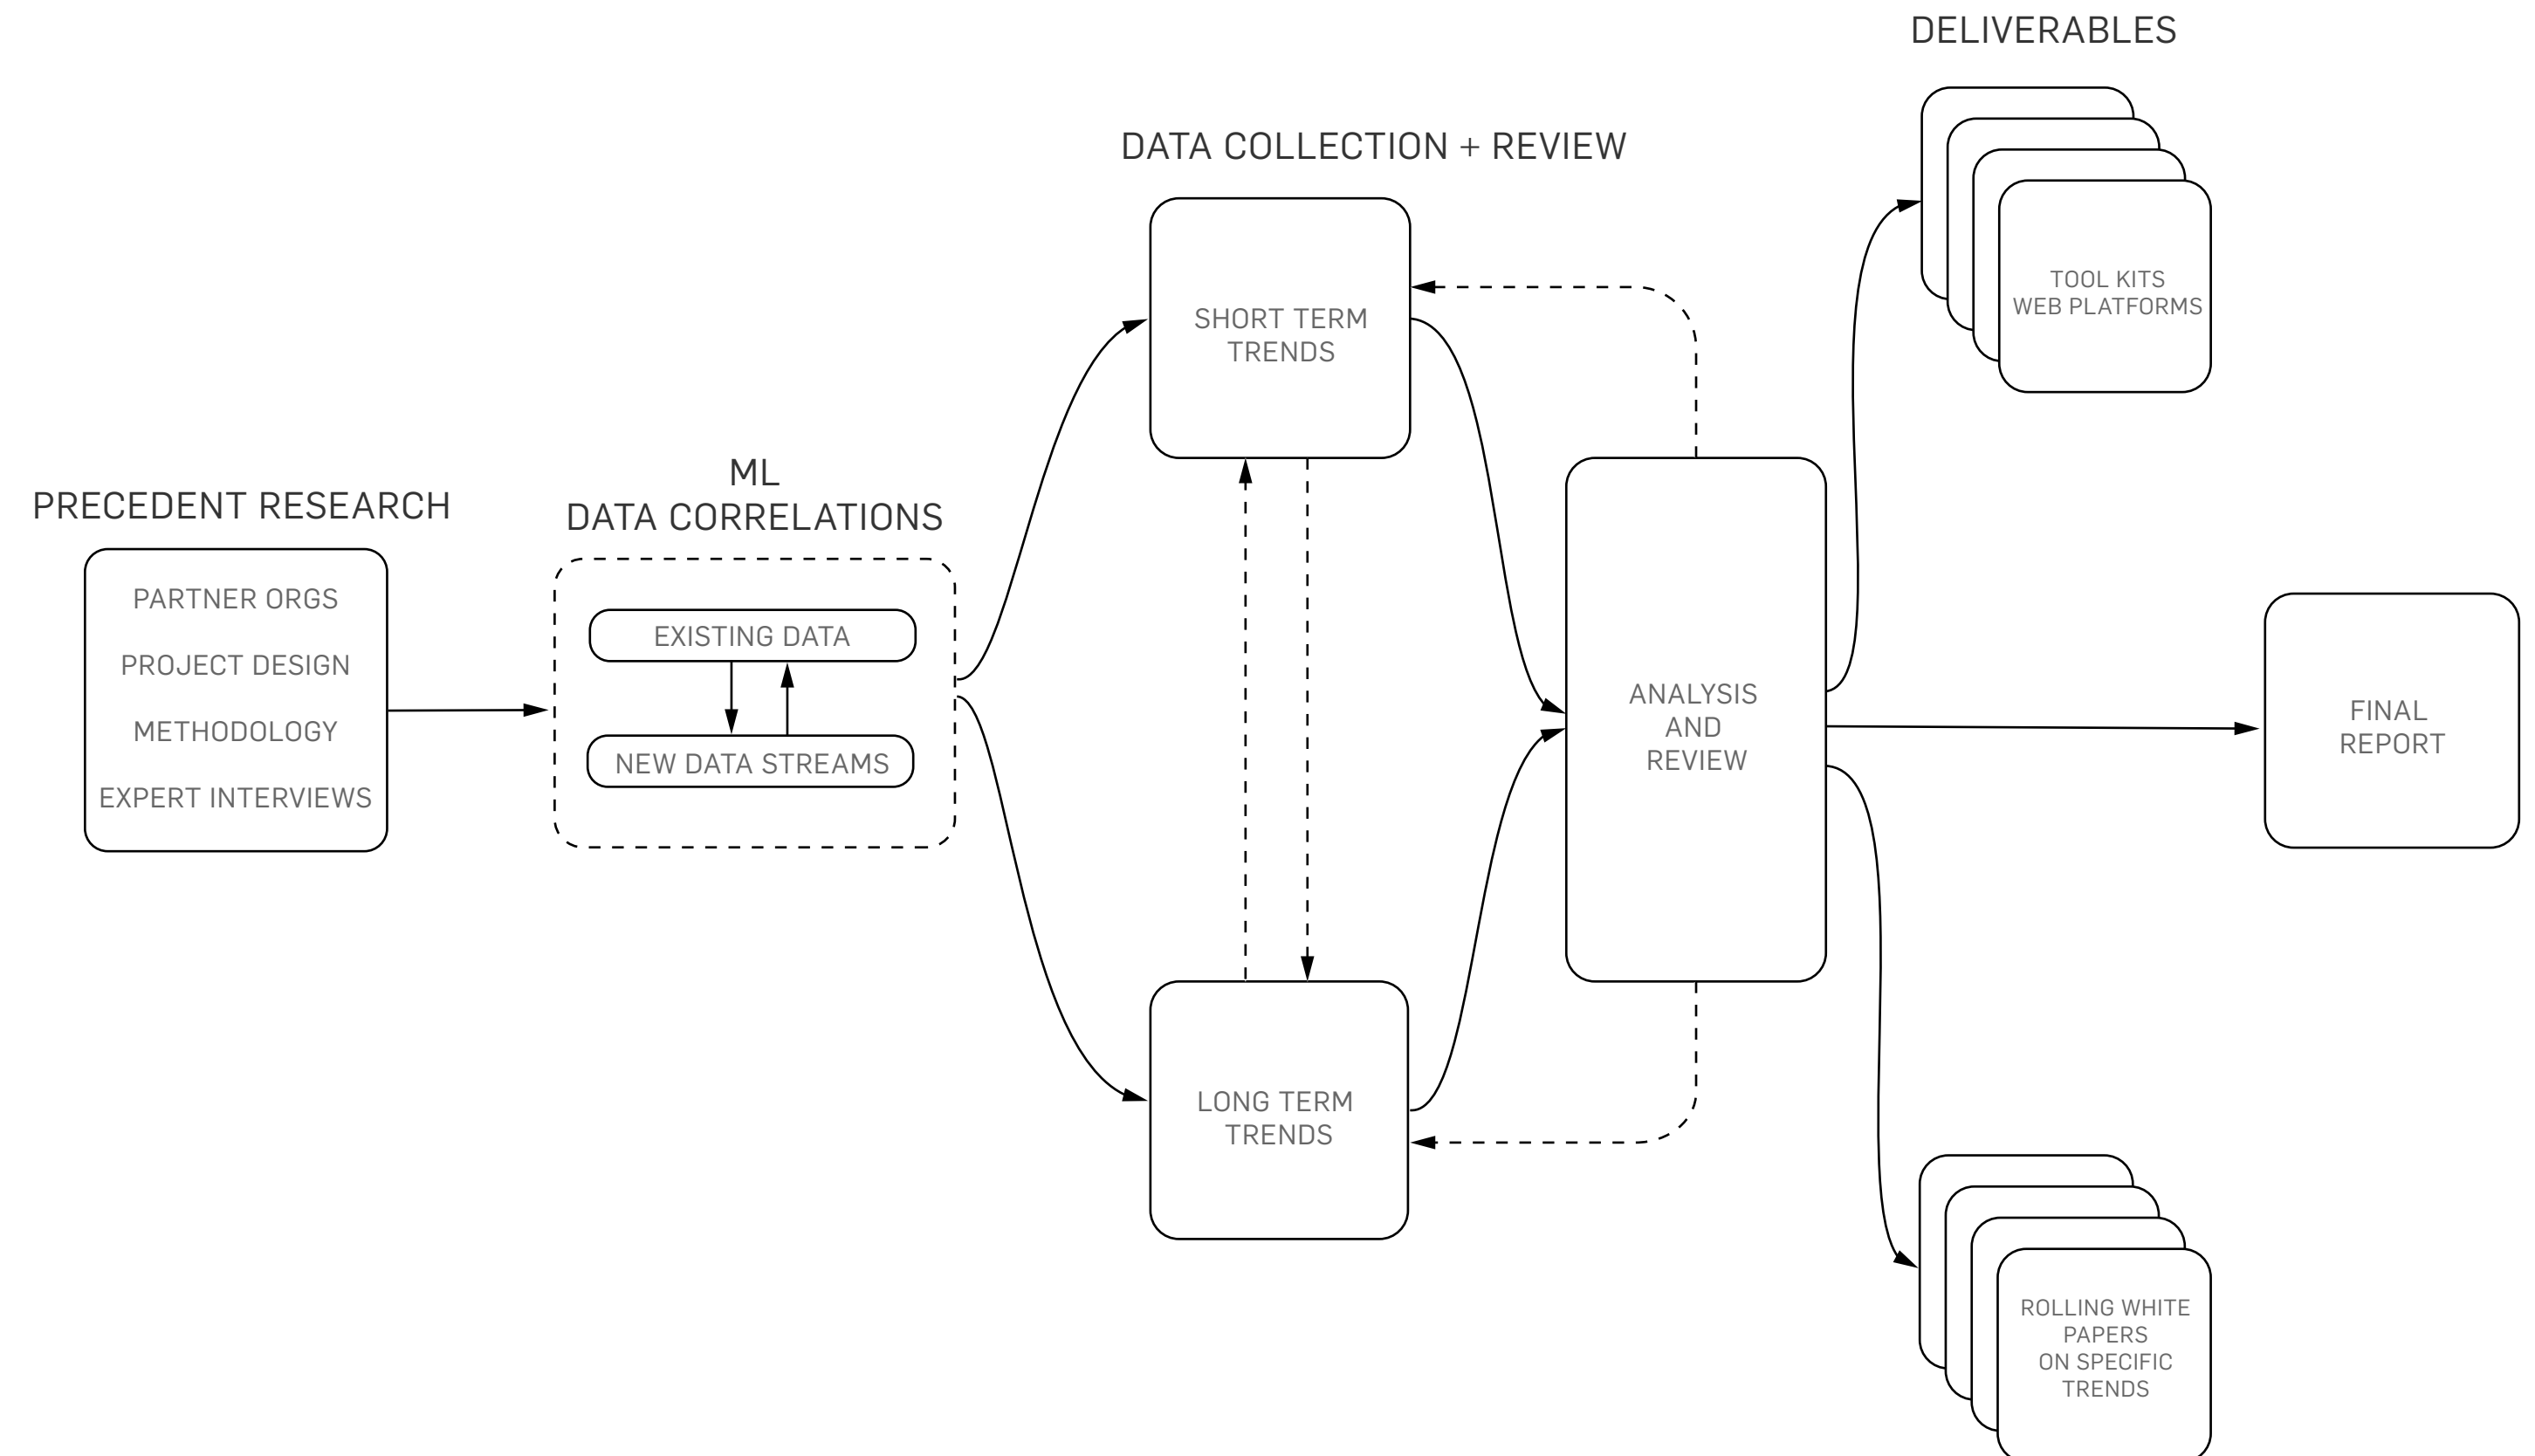 PRECEDENT RESEARCH
PARTNER ORGS
PROJECT DESIGN
METHODOLOGY
EXPERT INTERVIEWS
ML
DATA CORRELATIONS
EXISTING DATA
NEW DATA STREAMS
DATA COLLECTION + REVIEW
SHORT TERM
TRENDS
LONG TERM
TRENDS
ANALYSIS
AND
REVIEW
DELIVERABLES
TOOL KITS
WEB PLATFORMS
FINAL
REPORT
ROLLING WHITE
PAPERS
ON SPECIFIC
TRENDS